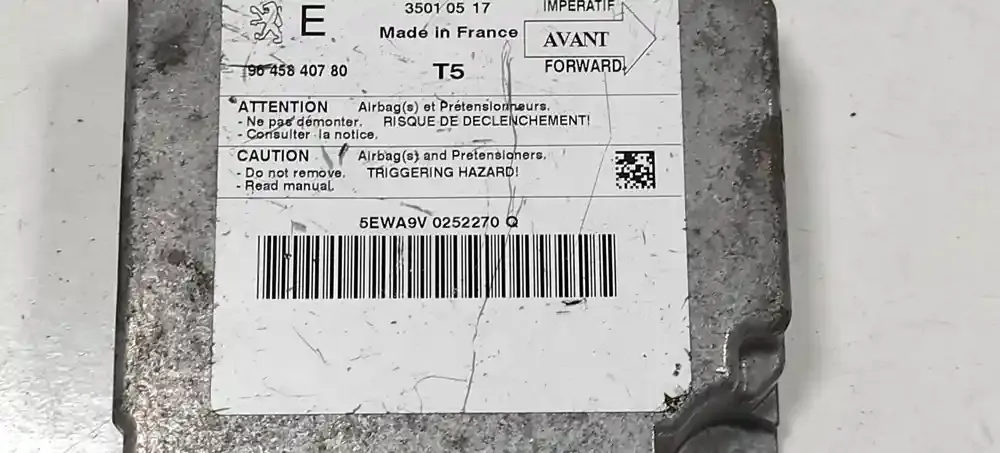 E
3501 05 17
Made in France
96 458 407 80
T5
IMPERATIF
AVANT
FORWARD
ATTENTION Airbag(s) et Prétensionneurs.
- Ne pas démonter. RISQUE DE DECLENCHEMENT!
- Consulter la notice.
CAUTION Airbag(s) and Pretensioners.
- Do not remove. TRIGGERING HAZARD!
- Read manual.
5EWA9V 0252270 Q